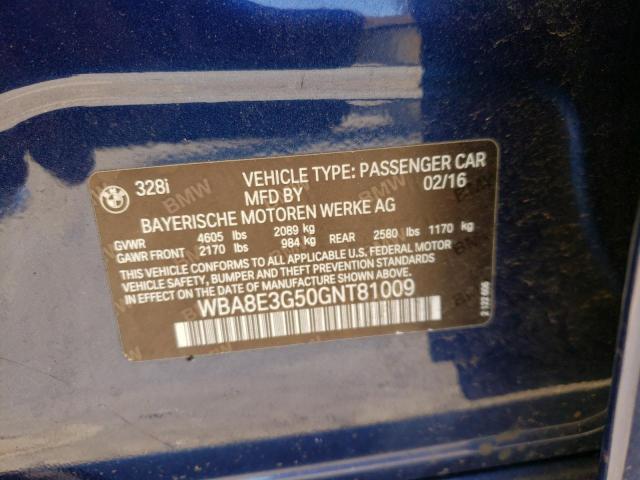 328i VEHICLE TYPE: PASSENGER CAR
MFD BY 02/16
BAYERISCHE MOTOREN WERKE AG
GVWR 4605 lbs 2089 kg
GAWR FRONT 2170 lbs 984 kg REAR 2580 lbs 1170 kg
THIS VEHICLE CONFORMS TO ALL APPLICABLE U.S. FEDERAL MOTOR
VEHICLE SAFETY, BUMPER AND THEFT PREVENTION STANDARDS
IN EFFECT ON THE DATE OF MANUFACTURE SHOWN ABOVE.
WBA8E3G50GNT81009